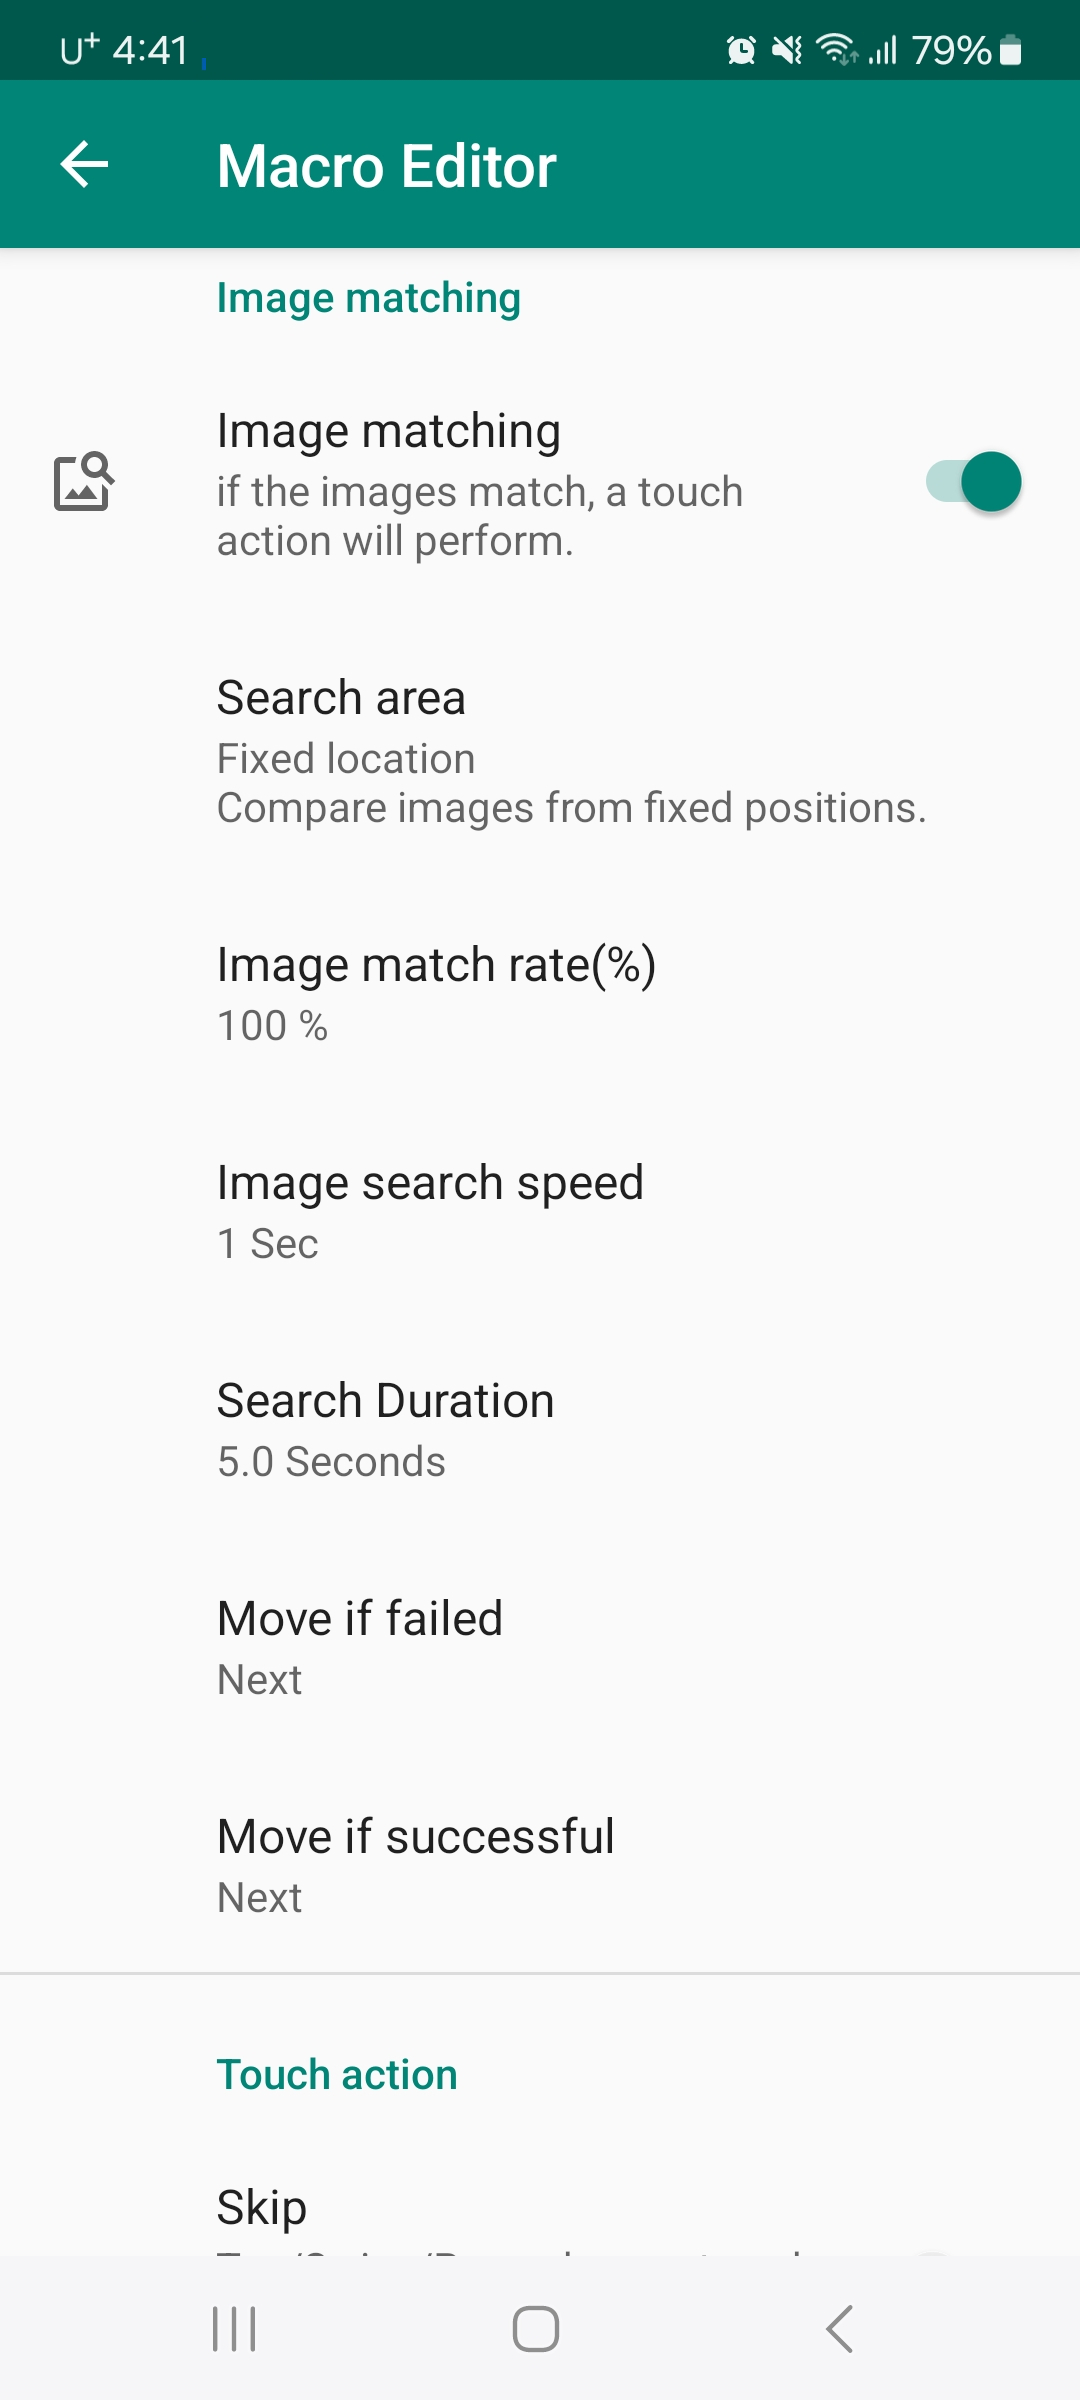 U+ 4:41 79%
Macro Editor
Image matching
Image matching
if the images match, a touch
action will perform.
Search area
Fixed location
Compare images from fixed positions.
Image match rate(%)
100 %
Image search speed
1 Sec
Search Duration
5.0 Seconds
Move if failed
Next
Move if successful
Next
Touch action
Skip